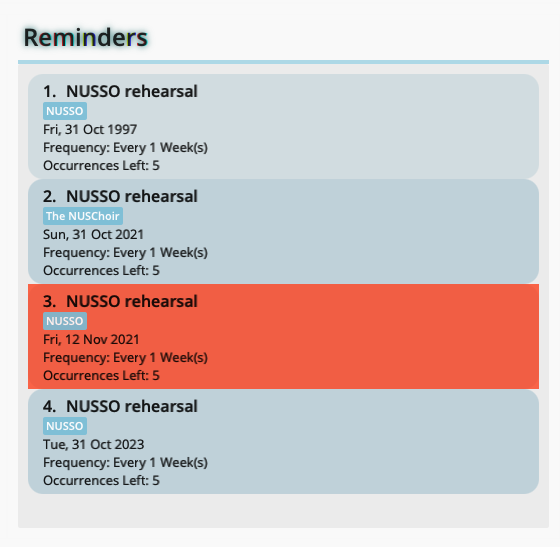 Reminders
1. NUSSO rehearsal
NUSSO
Fri, 31 Oct 1997
Frequency: Every 1 Week(s)
Occurrences Left: 5
2. NUSSO rehearsal
The NUSChoir
Sun, 31 Oct 2021
Frequency: Every 1 Week(s)
Occurrences Left: 5
3. NUSSO rehearsal
NUSSO
Fri, 12 Nov 2021
Frequency: Every 1 Week(s)
Occurrences Left: 5
4. NUSSO rehearsal
NUSSO
Tue, 31 Oct 2023
Frequency: Every 1 Week(s)
Occurrences Left: 5